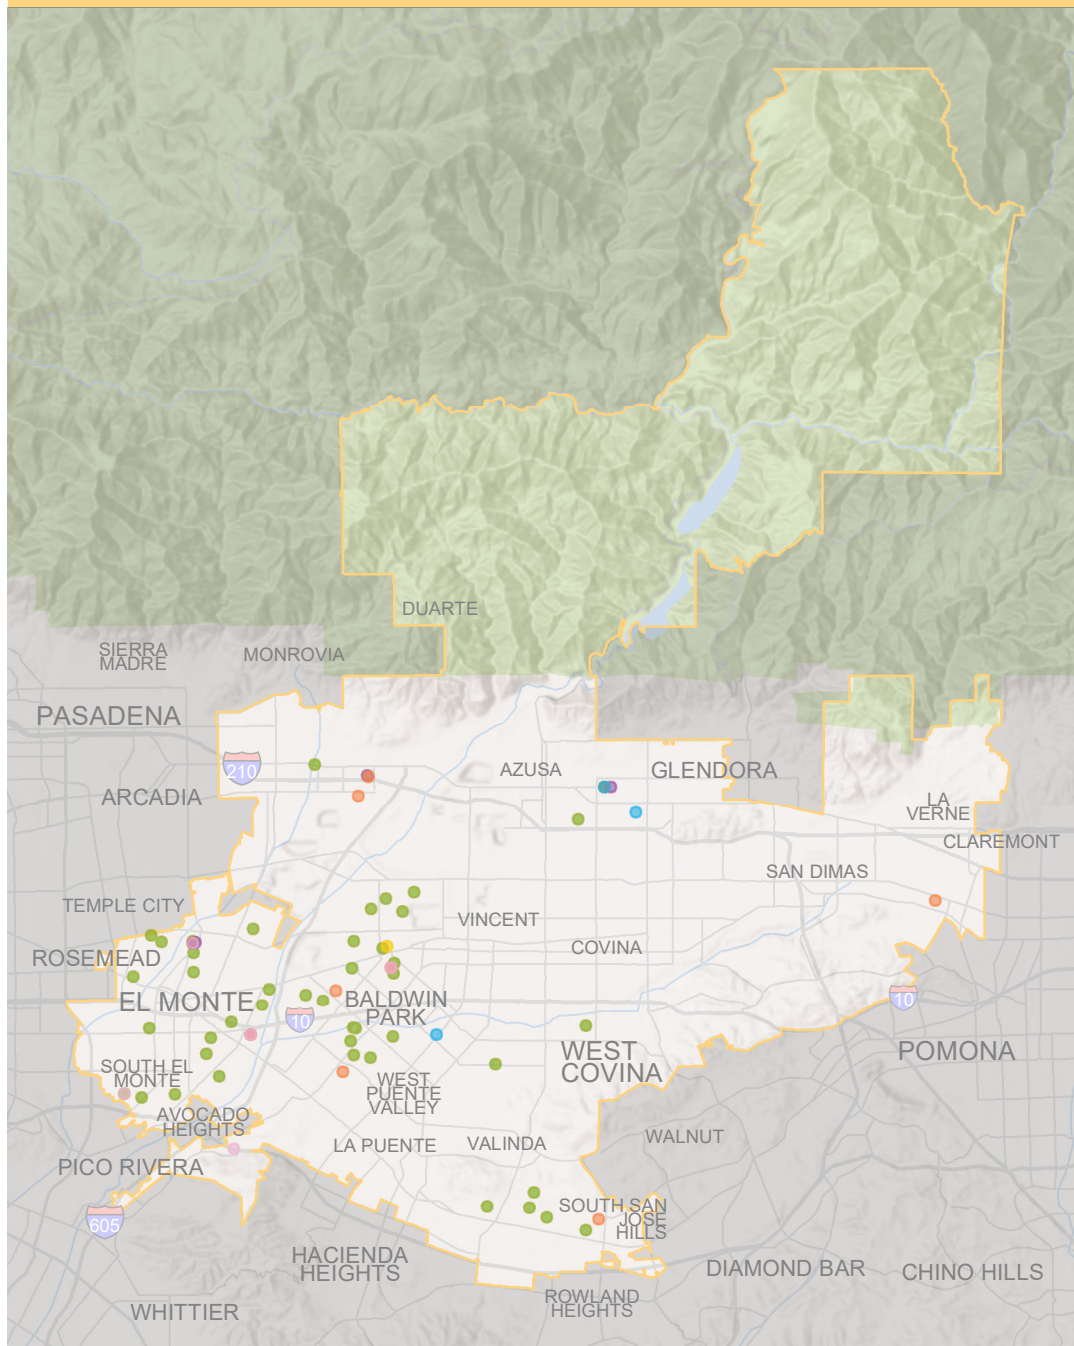 DUARTE
SIERRA
MADRE
MONROVIA
PASADENA
210
AZUSA
GLENDORA
ARCADIA
LA
VERNE
CLAREMONT
SAN DIMAS
TEMPLE CITY
VINCENT
COVINA
ROSEMEAD
EL MONTE
BALDWIN
PARK
10
10
WEST
COVINA
POMONA
SOUTH EL
MONTE
WEST
PUENTE
VALLEY
AVOCADO
HEIGHTS
LA PUENTE
VALINDA
WALNUT
PICO RIVERA
605
SOUTH SAN
JOSE
HILLS
HACIENDA
HEIGHTS
DIAMOND BAR
CHINO HILLS
ROWLAND
HEIGHTS
WHITTIER